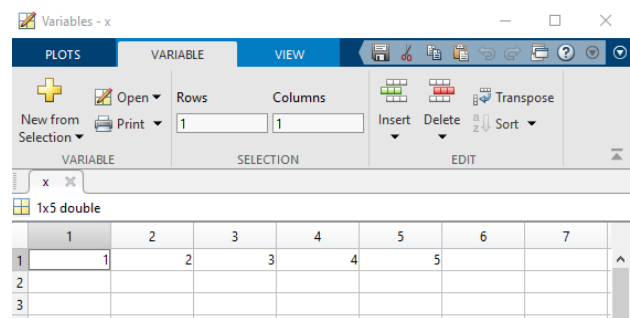 Variables - x
PLOTS VARIABLE VIEW
New from Selection
Open
Print
Rows Columns
1 1
Insert Delete
Transpose
Sort
VARIABLE SELECTION EDIT
x
1x5 double
1 2 3 4 5 6 7
1 1 2 3 4 5
2
3